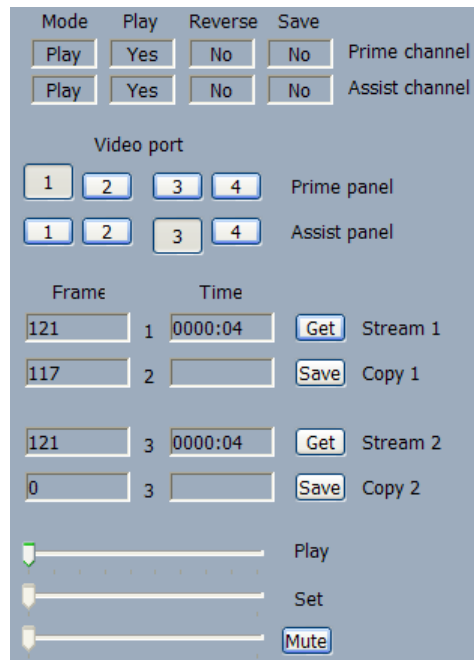 Mode Play Reverse Save
Play Yes No No Prime channel
Play Yes No No Assist channel
Video port
1 2 3 4 Prime panel
1 2 3 4 Assist panel
Frame Time
121 1 0000:04 Get Stream 1
117 2 Save Copy 1
121 3 0000:04 Get Stream 2
0 3 Save Copy 2
Play
Set
Mute